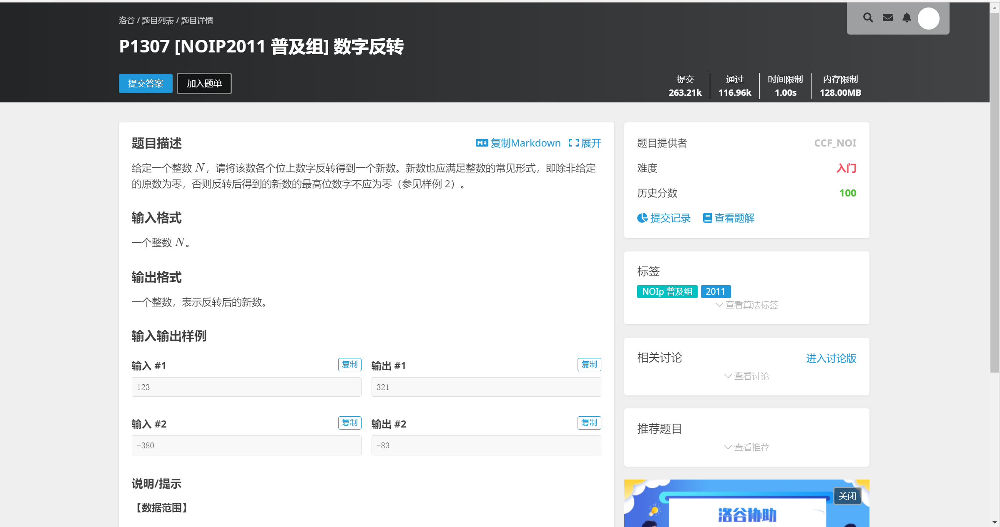 洛谷 / 题目列表 / 题目详情
P1307 [NOIP2011 普及组] 数字反转
提交答案
加入题单
提交
263.21k
通过
116.96k
时间限制
1.00s
内存限制
128.00MB
题目描述
复制Markdown
展开
给定一个整数 N，请将该数各个位上数字反转得到一个新数。新数也应满足整数的常见形式，即除非给定
的原数为零，否则反转后得到的新数的最高位数字不应为零（参见样例 2）。
输入格式
一个整数 N。
输出格式
一个整数，表示反转后的新数。
输入输出样例
输入 #1
复制
123
输出 #1
复制
321
输入 #2
复制
-380
输出 #2
复制
-83
说明/提示
【数据范围】
题目提供者
CCF_NOI
难度
入门
历史分数
100
提交记录
查看题解
标签
NOIp 普及组
2011
查看算法标签
相关讨论
进入讨论版
查看讨论
推荐题目
查看推荐
关闭
洛谷协助